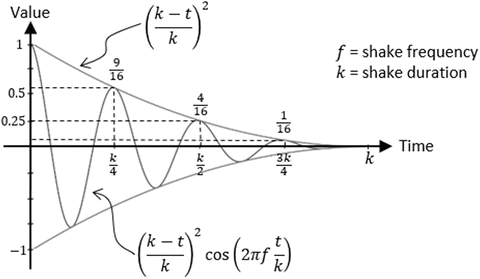 Value
((k − t)/k)²
f = shake frequency
k = shake duration
1
9/16
0.5
4/16
0.25
1/16
Time
k/4
k/2
3k/4
k
−1
((k − t)/k)² cos(2πf t/k)